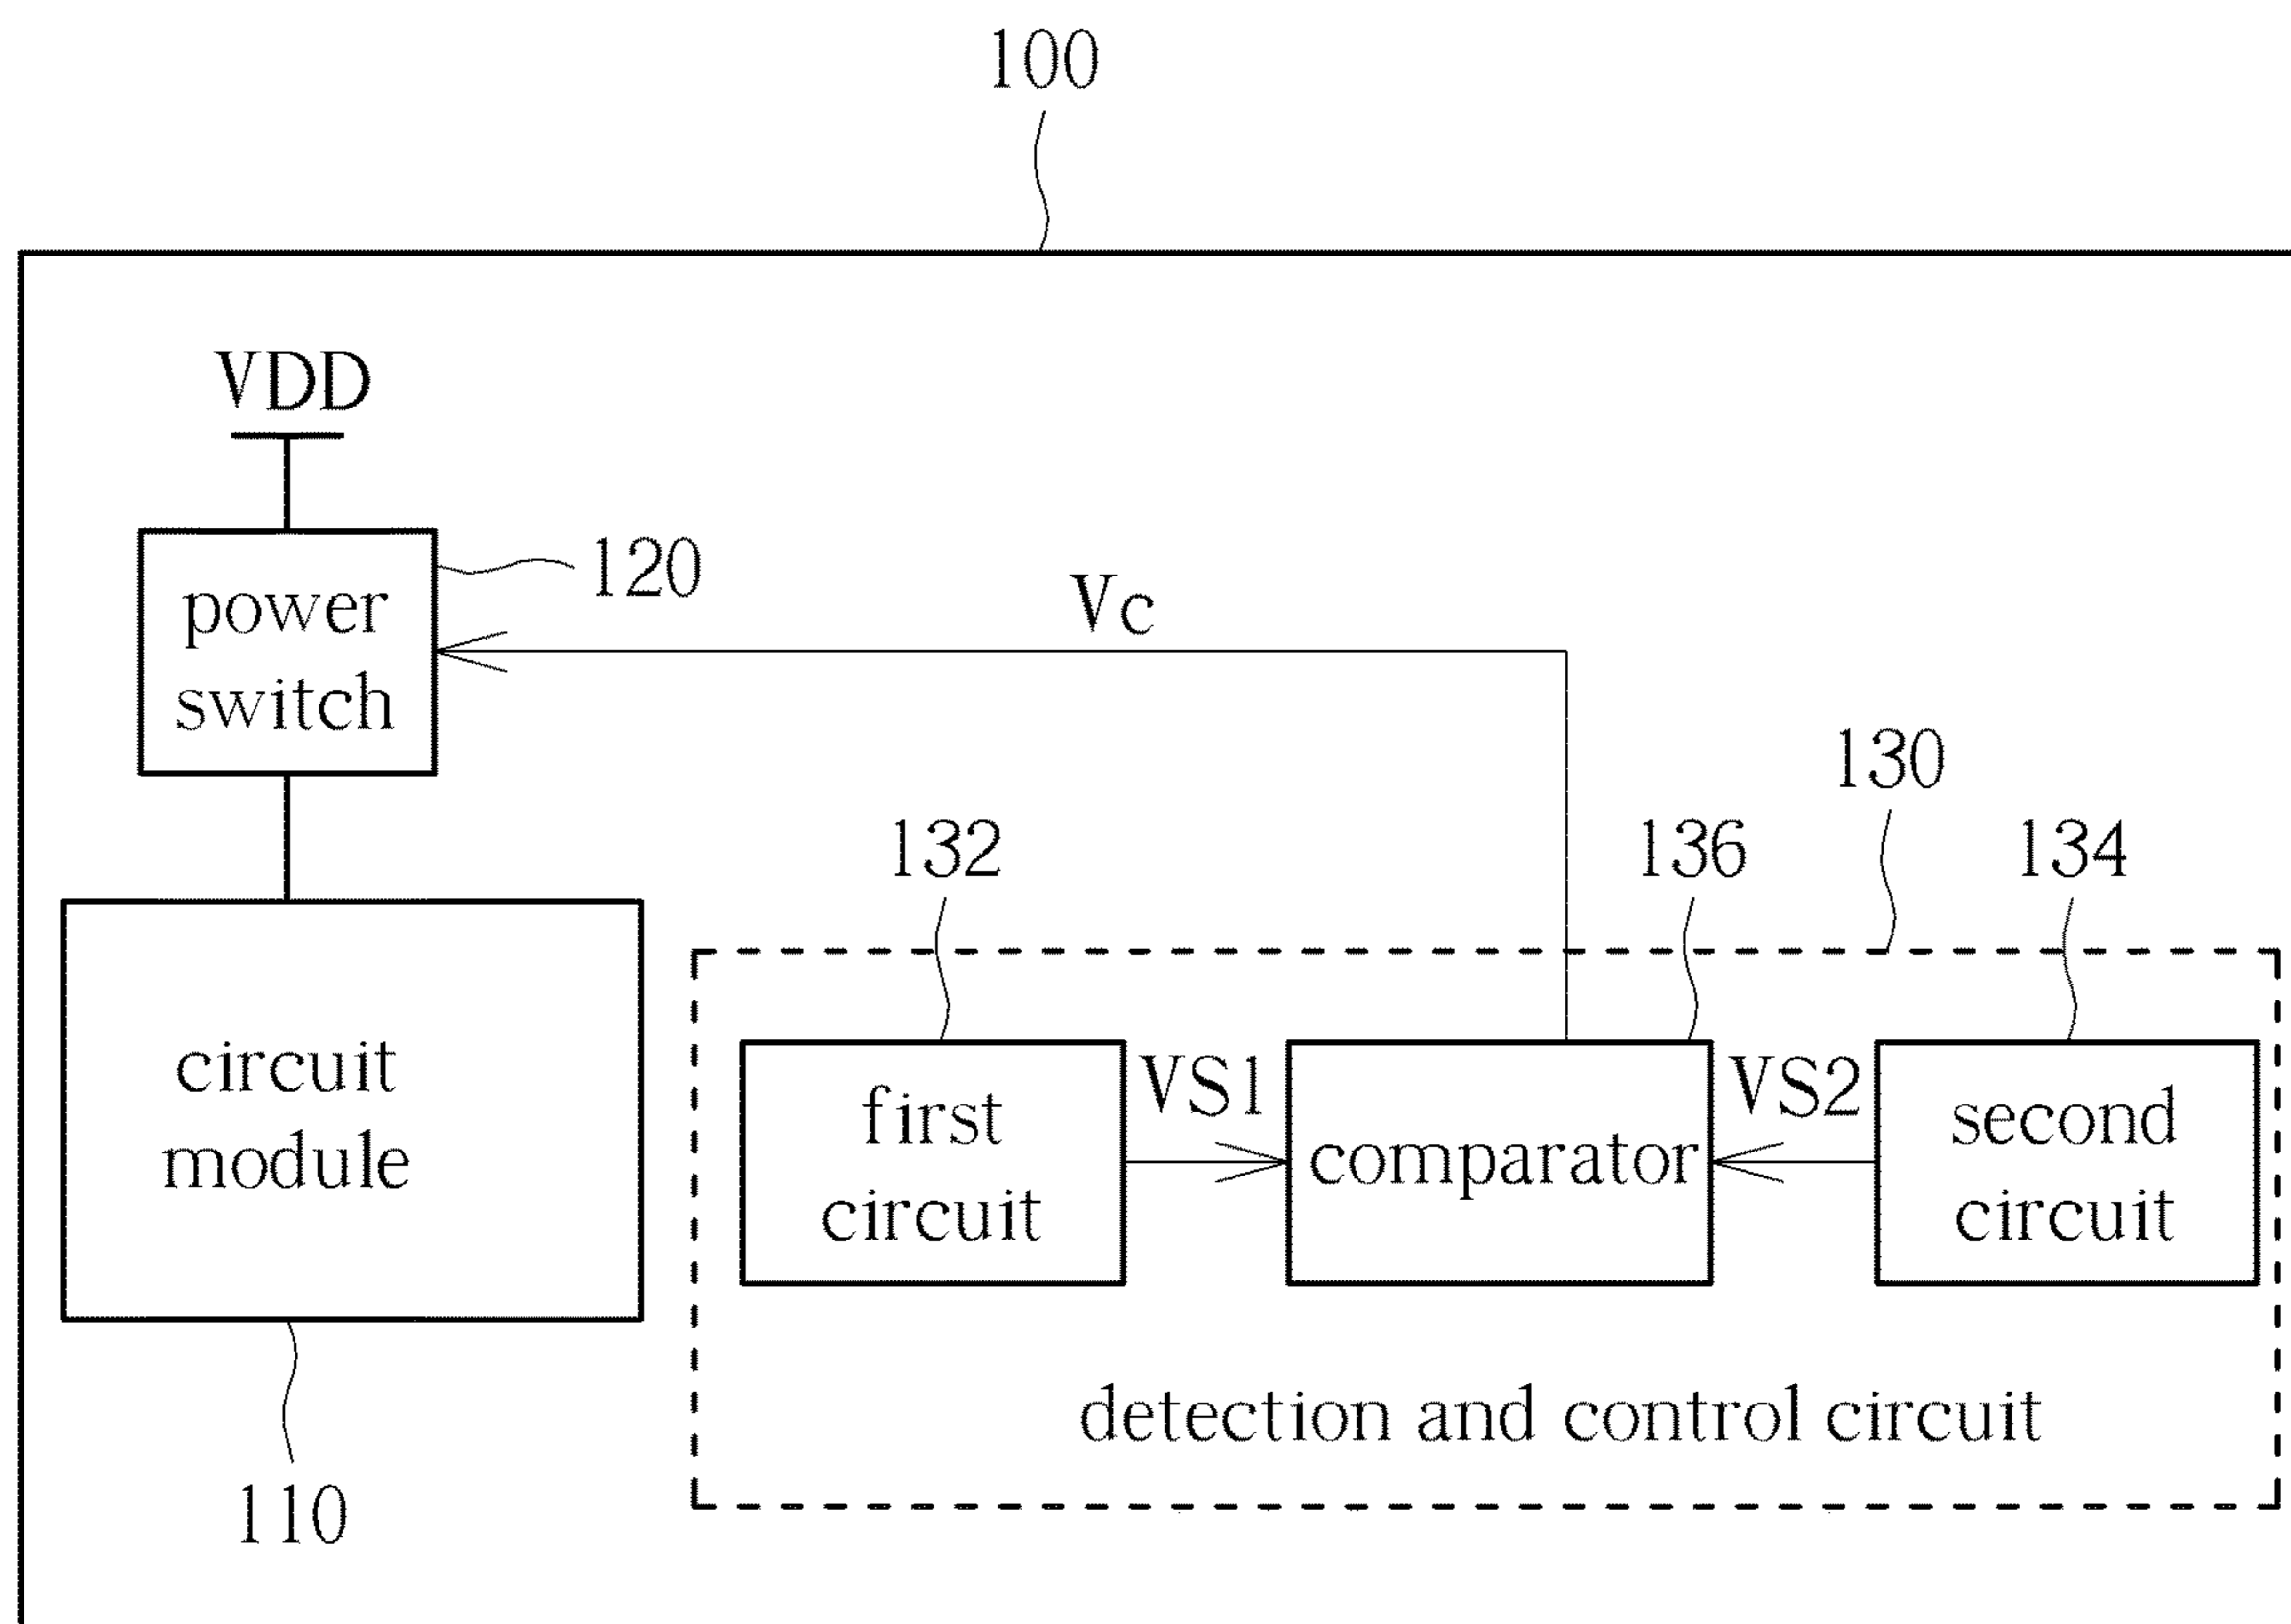 100
VDD
120
power
switch
Vc
130
132
136
134
circuit
module
first
circuit
VS1
comparator
VS2
second
circuit
detection and control circuit
110